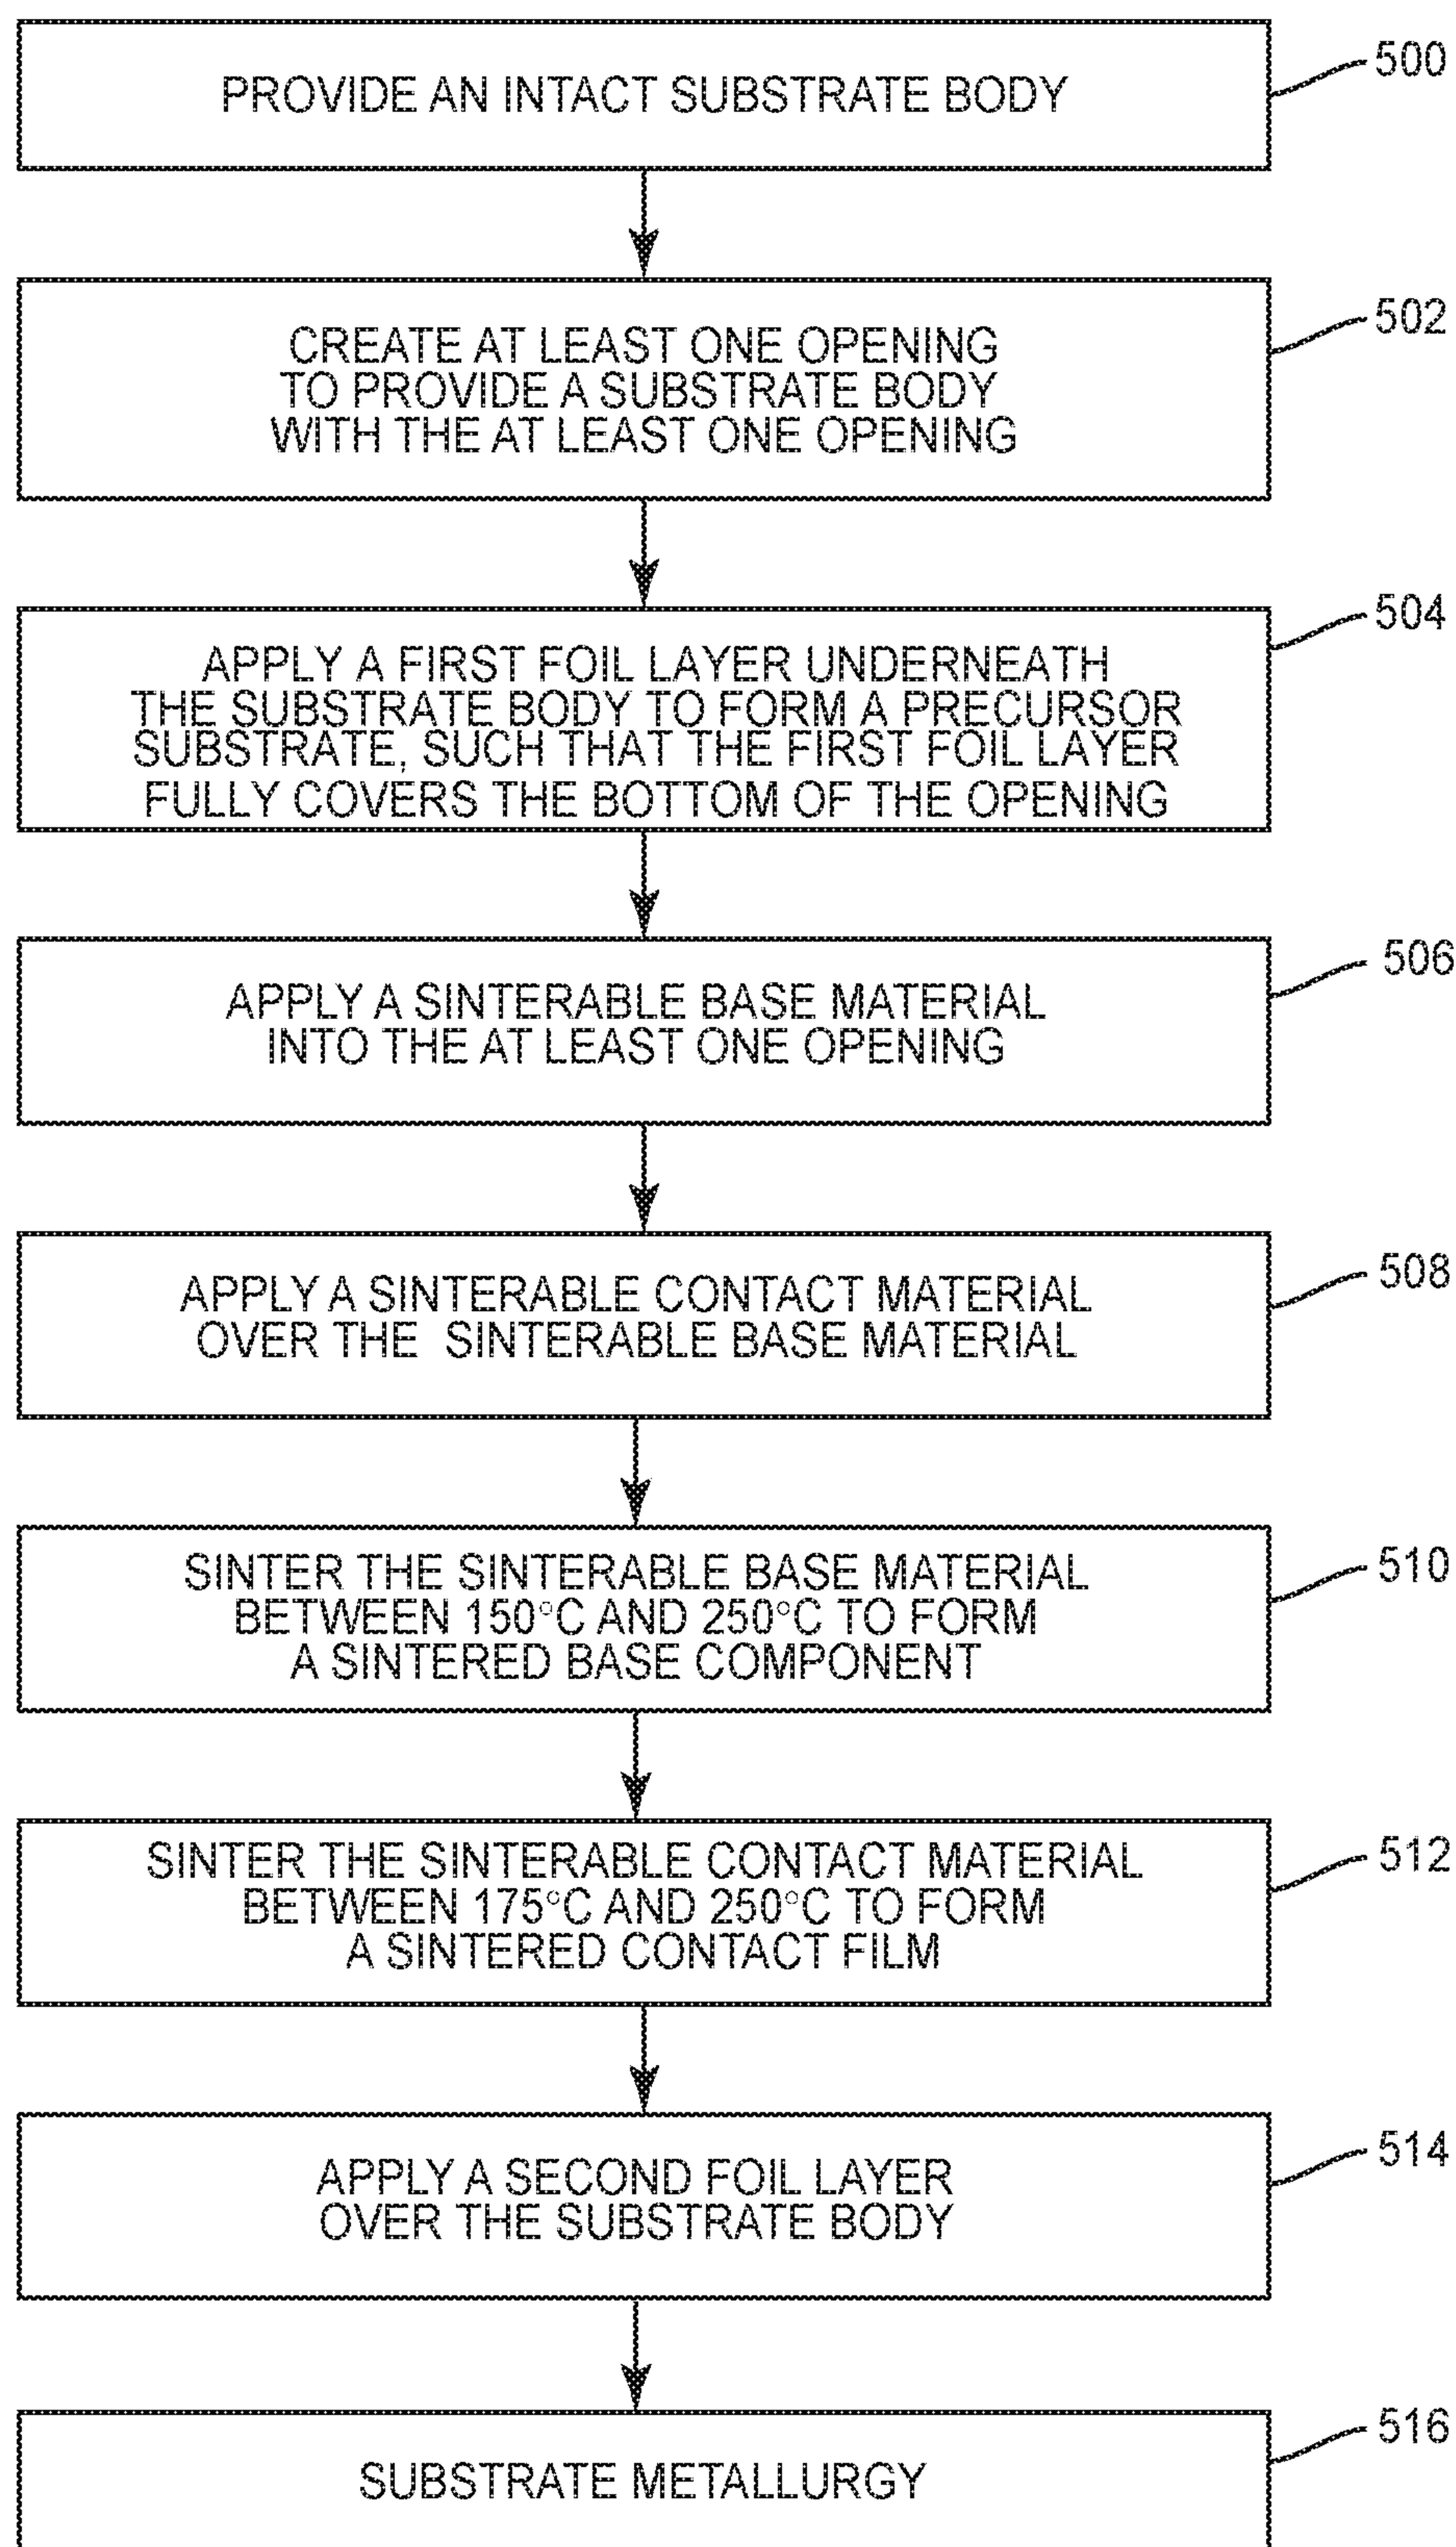 PROVIDE AN INTACT SUBSTRATE BODY
500
CREATE AT LEAST ONE OPENING
TO PROVIDE A SUBSTRATE BODY
WITH THE AT LEAST ONE OPENING
502
APPLY A FIRST FOIL LAYER UNDERNEATH
THE SUBSTRATE BODY TO FORM A PRECURSOR
SUBSTRATE, SUCH THAT THE FIRST FOIL LAYER
FULLY COVERS THE BOTTOM OF THE OPENING
504
APPLY A SINTERABLE BASE MATERIAL
INTO THE AT LEAST ONE OPENING
506
APPLY A SINTERABLE CONTACT MATERIAL
OVER THE SINTERABLE BASE MATERIAL
508
SINTER THE SINTERABLE BASE MATERIAL
BETWEEN 150°C AND 250°C TO FORM
A SINTERED BASE COMPONENT
510
SINTER THE SINTERABLE CONTACT MATERIAL
BETWEEN 175°C AND 250°C TO FORM
A SINTERED CONTACT FILM
512
APPLY A SECOND FOIL LAYER
OVER THE SUBSTRATE BODY
514
SUBSTRATE METALLURGY
516